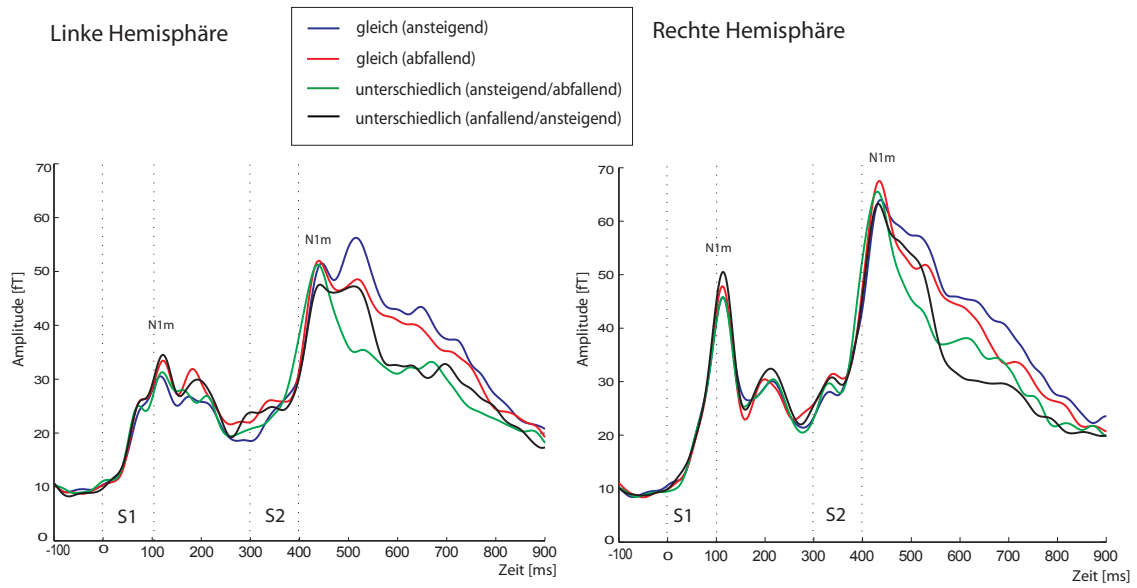 Linke Hemisphäre
gleich (ansteigend)
gleich (abfallend)
unterschiedlich (ansteigend/abfallend)
unterschiedlich (anfallend/ansteigend)
Rechte Hemisphäre
Amplitude [fT]
70
60
50
40
30
20
10
0
N1m
N1m
S1
S2
-100
0
100
200
300
400
500
600
700
800
900
Zeit [ms]
Amplitude [fT]
70
60
50
40
30
20
10
0
N1m
N1m
S1
S2
-100
0
100
200
300
400
500
600
700
800
900
Zeit [ms]